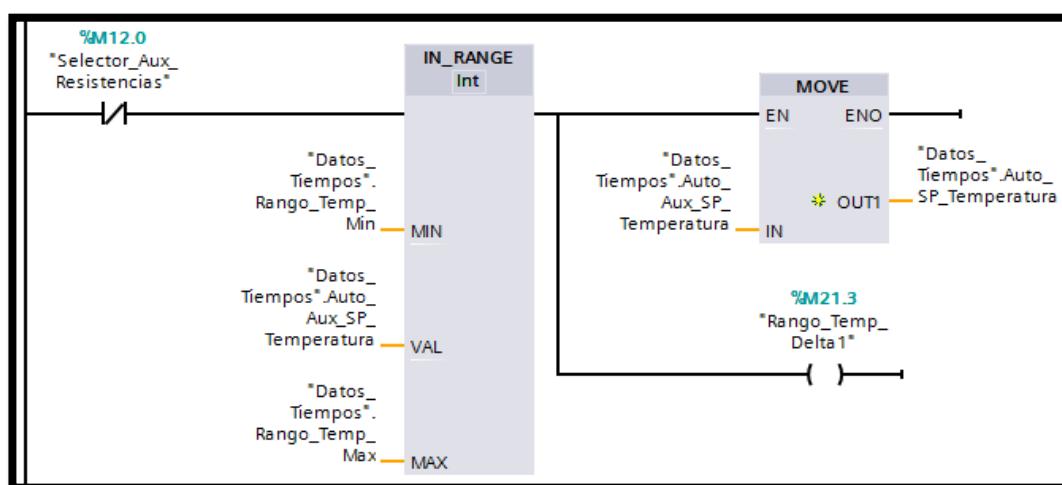 %M12.0
"Selector_Aux_
Resistencias"
IN_RANGE
Int
"Datos_
Tiempos".
Rango_Temp_
Min
MIN
"Datos_
Tiempos".Auto_
Aux_SP_
Temperatura
VAL
"Datos_
Tiempos".
Rango_Temp_
Max
MAX
MOVE
EN
ENO
"Datos_
Tiempos".Auto_
Aux_SP_
Temperatura
IN
OUT1
"Datos_
Tiempos".Auto_
SP_Temperatura
%M21.3
"Rango_Temp_
Delta1"